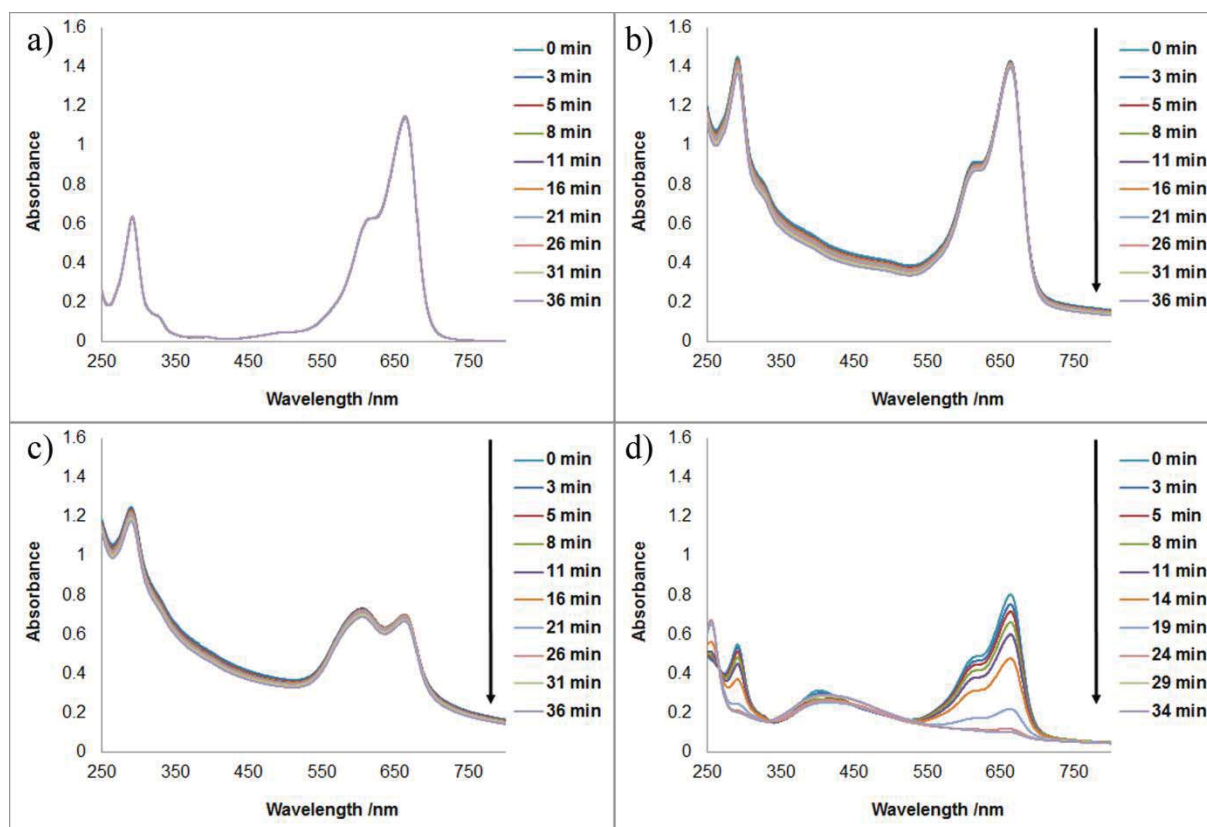 a)
1.6
1.4
1.2
1
0.8
0.6
0.4
0.2
0
Absorbance
250 350 450 550 650 750
Wavelength /nm
0 min
3 min
5 min
8 min
11 min
16 min
21 min
26 min
31 min
36 min
b)
1.6
1.4
1.2
1
0.8
0.6
0.4
0.2
0
Absorbance
250 350 450 550 650 750
Wavelength /nm
0 min
3 min
5 min
8 min
11 min
16 min
21 min
26 min
31 min
36 min
c)
1.6
1.4
1.2
1
0.8
0.6
0.4
0.2
0
Absorbance
250 350 450 550 650 750
Wavelength /nm
0 min
3 min
5 min
8 min
11 min
16 min
21 min
26 min
31 min
36 min
d)
1.6
1.4
1.2
1
0.8
0.6
0.4
0.2
0
Absorbance
250 350 450 550 650 750
Wavelength /nm
0 min
3 min
5 min
8 min
11 min
14 min
19 min
24 min
29 min
34 min